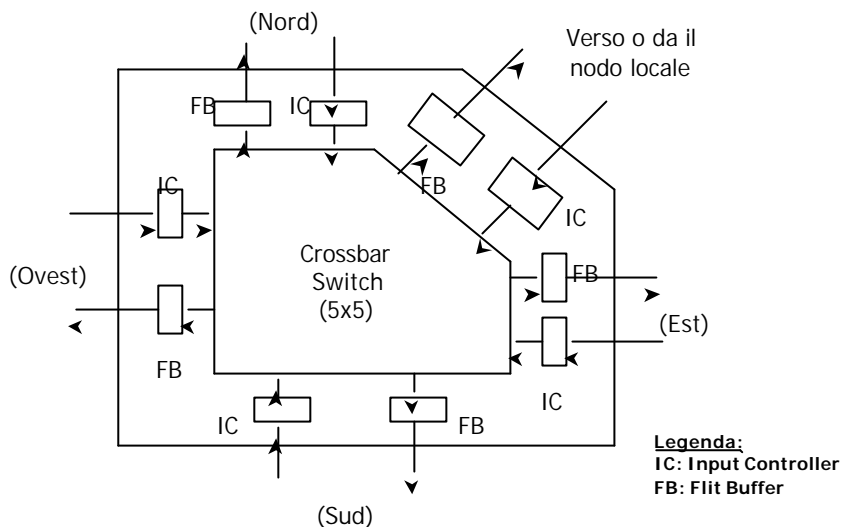 (Nord)
Verso o da il
nodo locale
FB
IC
IC
FB
IC
Crossbar
Switch
(5x5)
(Ovest)
FB
(Est)
FB
IC
IC
FB
Legenda:
IC: Input Controller
FB: Flit Buffer
(Sud)